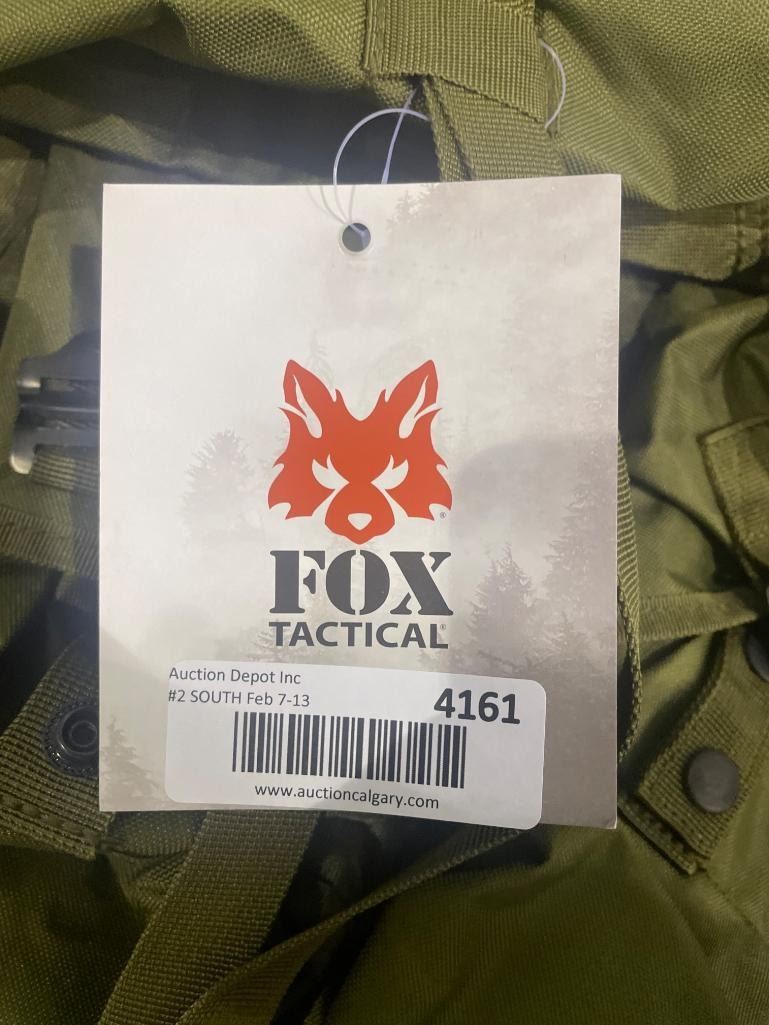 FOX
TACTICAL®
Auction Depot Inc
#2 SOUTH Feb 7-13
4161
www.auctioncalgary.com